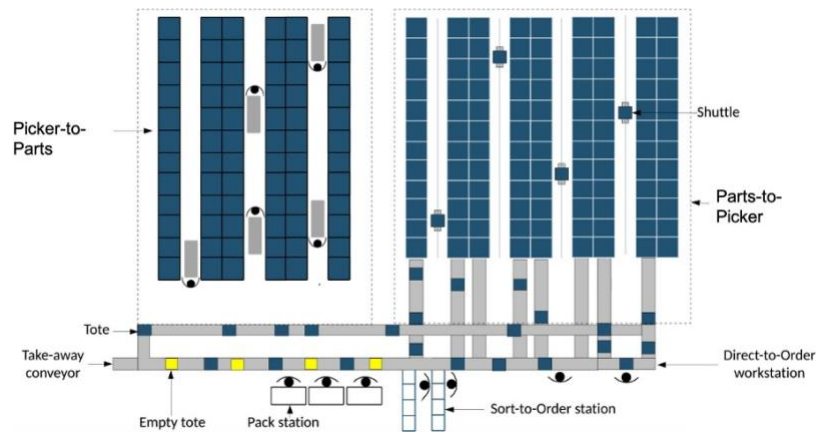 Picker-to-
Parts
Shuttle
Parts-to-
Picker
Tote
Take-away
conveyor
Direct-to-Order
workstation
Empty tote
Pack station
Sort-to-Order station